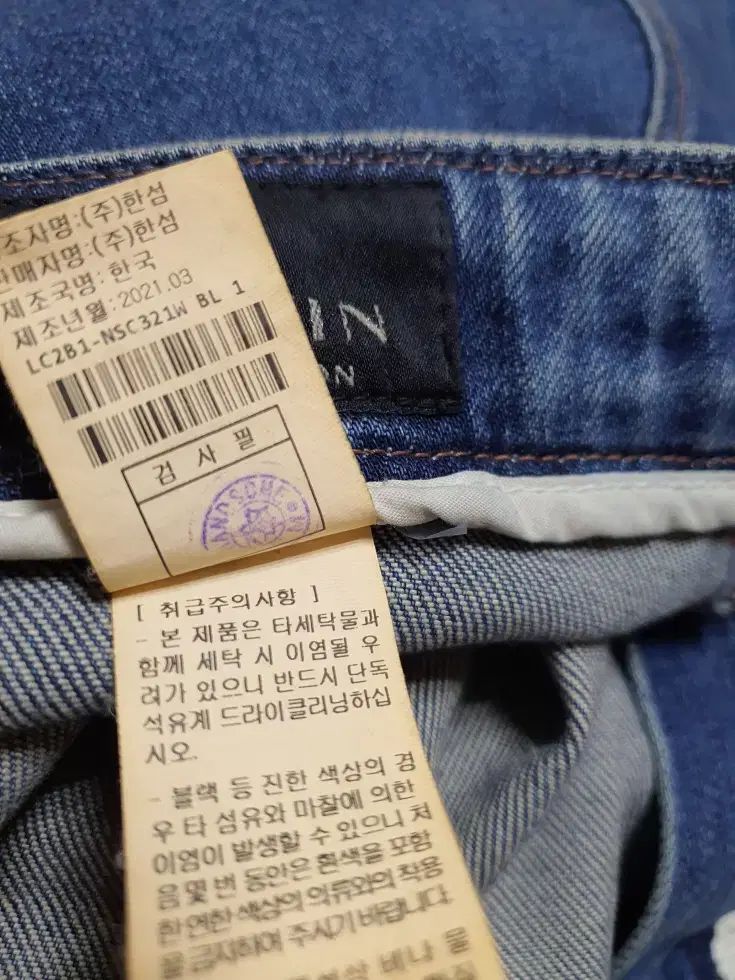 조자명:(주)한섬
판매자명:(주)한섬
제조국명: 한국
제조년월:2021.03
LC2B1-NSC321W BL 1
검 사 필
IN
ON
[ 취급주의사항 ]
- 본 제품은 타세탁물과
함께 세탁 시 이염될 우
려가 있으니 반드시 단독
석유계 드라이클리닝하십
시오.
- 블랙 등 진한 색상의 경
우 타 섬유와 마찰에 의한
이염이 발생할 수 있으니 처
음 몇 번 동안은 흰색을 포함
한 연한 색상의 의류와의 착용
을 금지하여 주시기 바랍니다.
비나 물